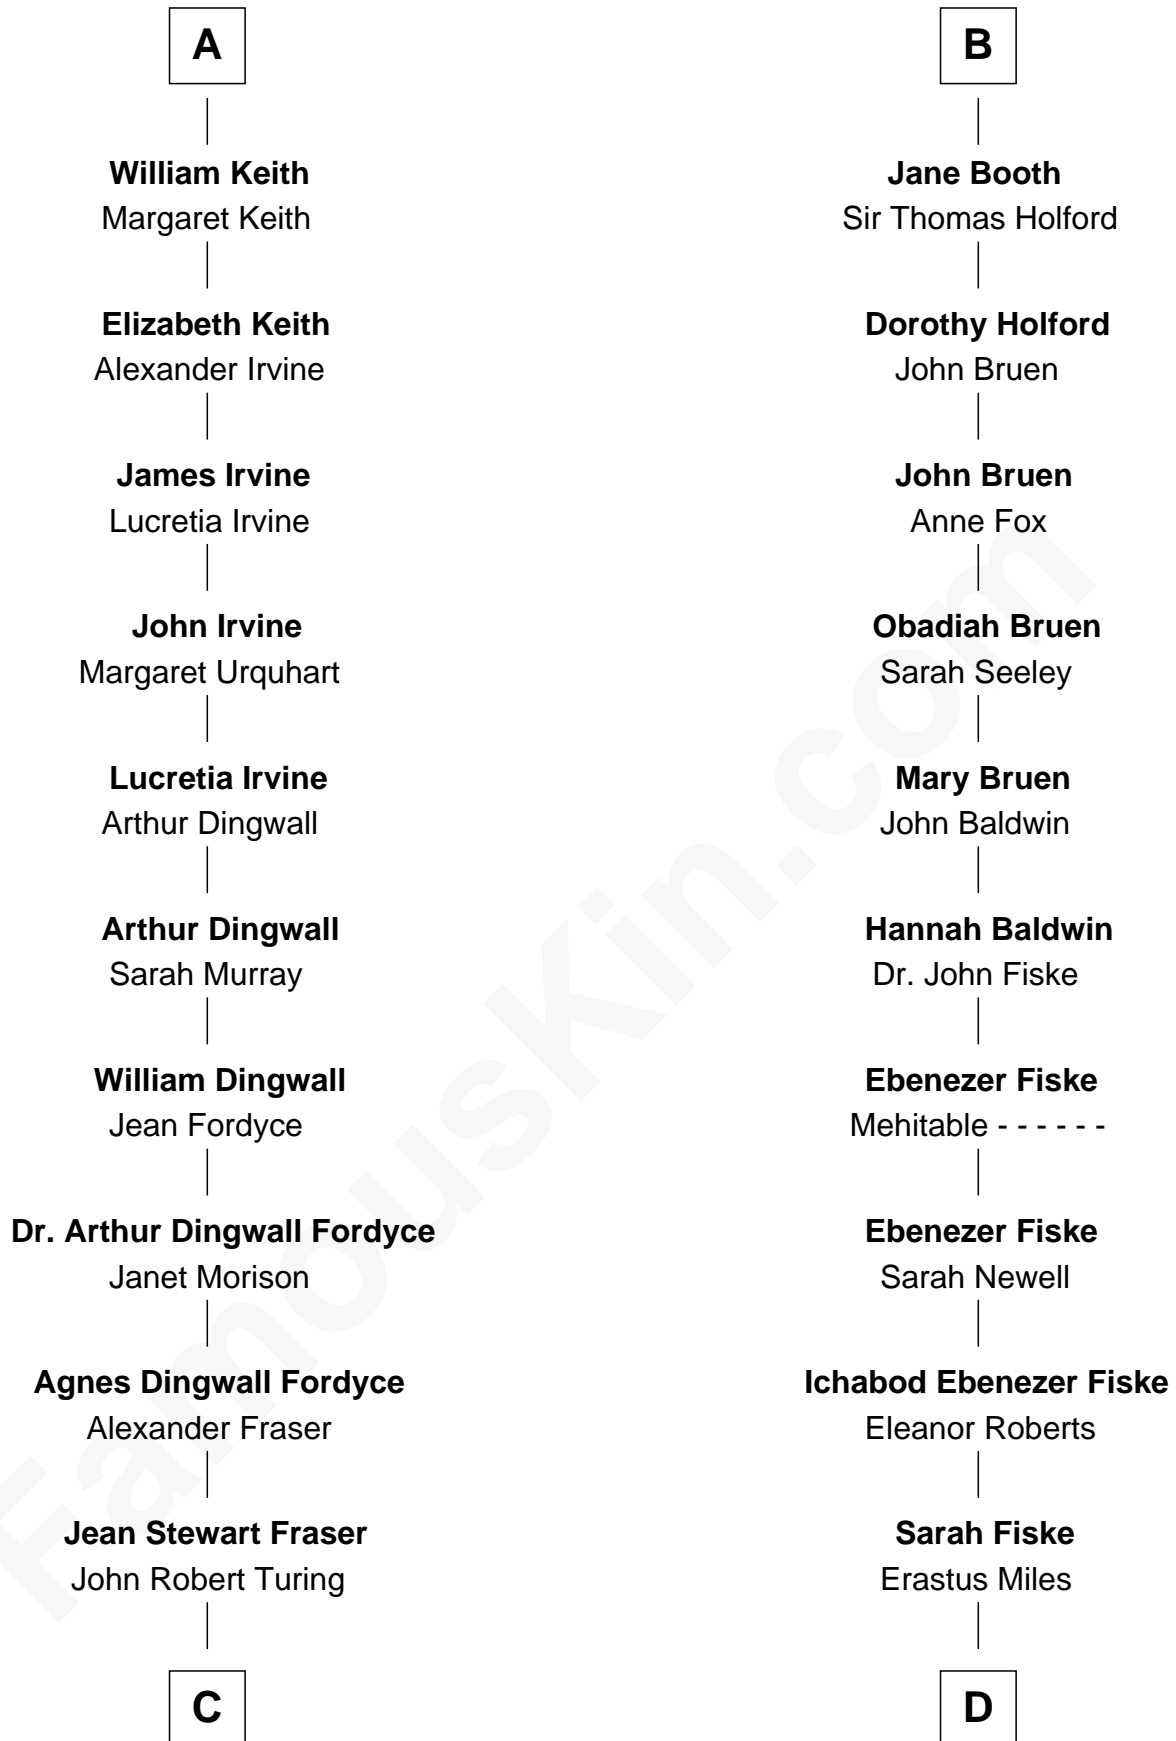 A
William Keith
Margaret Keith
Elizabeth Keith
Alexander Irvine
James Irvine
Lucretia Irvine
John Irvine
Margaret Urquhart
Lucretia Irvine
Arthur Dingwall
Arthur Dingwall
Sarah Murray
William Dingwall
Jean Fordyce
Dr. Arthur Dingwall Fordyce
Janet Morison
Agnes Dingwall Fordyce
Alexander Fraser
Jean Stewart Fraser
John Robert Turing
C
B
Jane Booth
Sir Thomas Holford
Dorothy Holford
John Bruen
John Bruen
Anne Fox
Obadiah Bruen
Sarah Seeley
Mary Bruen
John Baldwin
Hannah Baldwin
Dr. John Fiske
Ebenezer Fiske
Mehitable - - - - - -
Ebenezer Fiske
Sarah Newell
Ichabod Ebenezer Fiske
Eleanor Roberts
Sarah Fiske
Erastus Miles
D
FamousKin.com